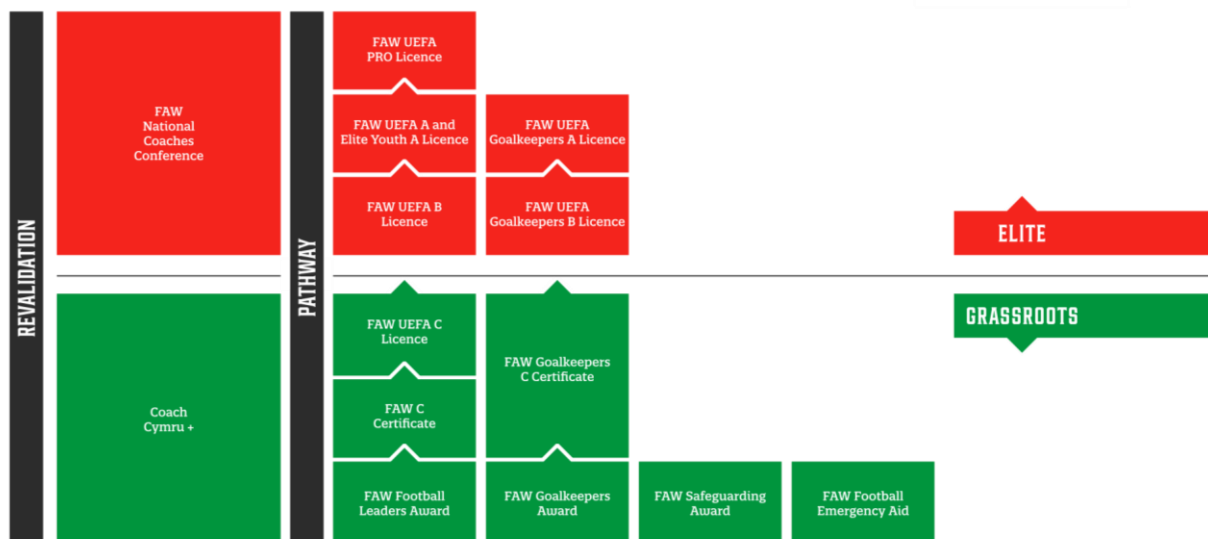 REVALIDATION
FAW
National
Coaches
Conference
Coach
Cymru +
PATHWAY
FAW UEFA
PRO Licence
FAW UEFA A and
Elite Youth A Licence
FAW UEFA
Goalkeepers A Licence
FAW UEFA B
Licence
FAW UEFA
Goalkeepers B Licence
ELITE
GRASSROOTS
FAW UEFA C
Licence
FAW Goalkeepers
C Certificate
FAW C
Certificate
FAW Football
Leaders Award
FAW Goalkeepers
Award
FAW Safeguarding
Award
FAW Football
Emergency Aid